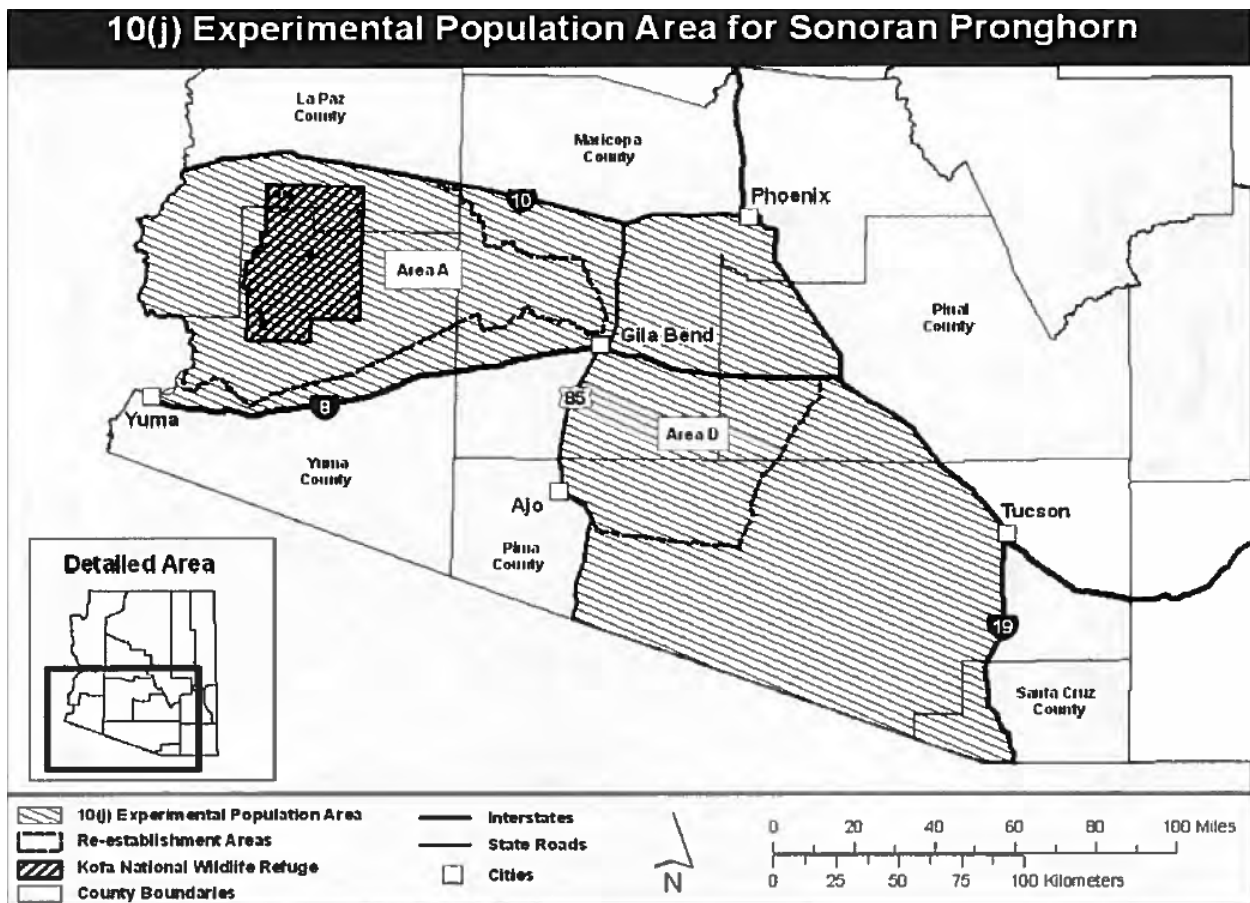 10(j) Experimental Population Area for Sonoran Pronghorn
La Paz
County
Maricopa
County
Phoenix
10
Area A
Pinal
County
Gila Bend
85
Yuma
8
Area D
Yuma
County
Ajo
Tucson
Pima
County
Detailed Area
19
Santa Cruz
County
10(j) Experimental Population Area
Re-establishment Areas
Kofa National Wildlife Refuge
County Boundaries
Interstates
State Roads
Cities
N
0 20 40 60 80 100 Miles
0 25 50 75 100 Kilometers